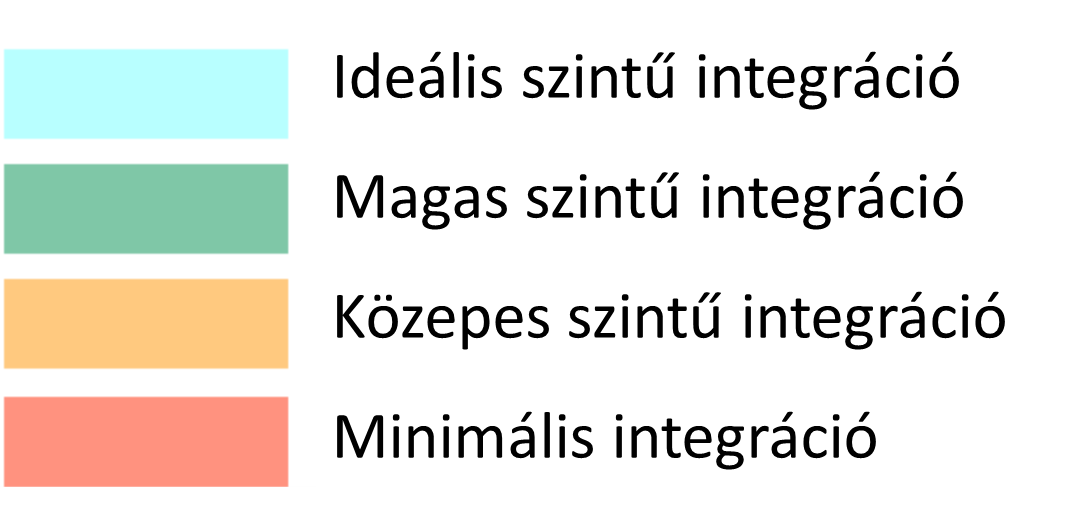 Ideális szintű integráció
Magas szintű integráció
Közepes szintű integráció
Minimális integráció